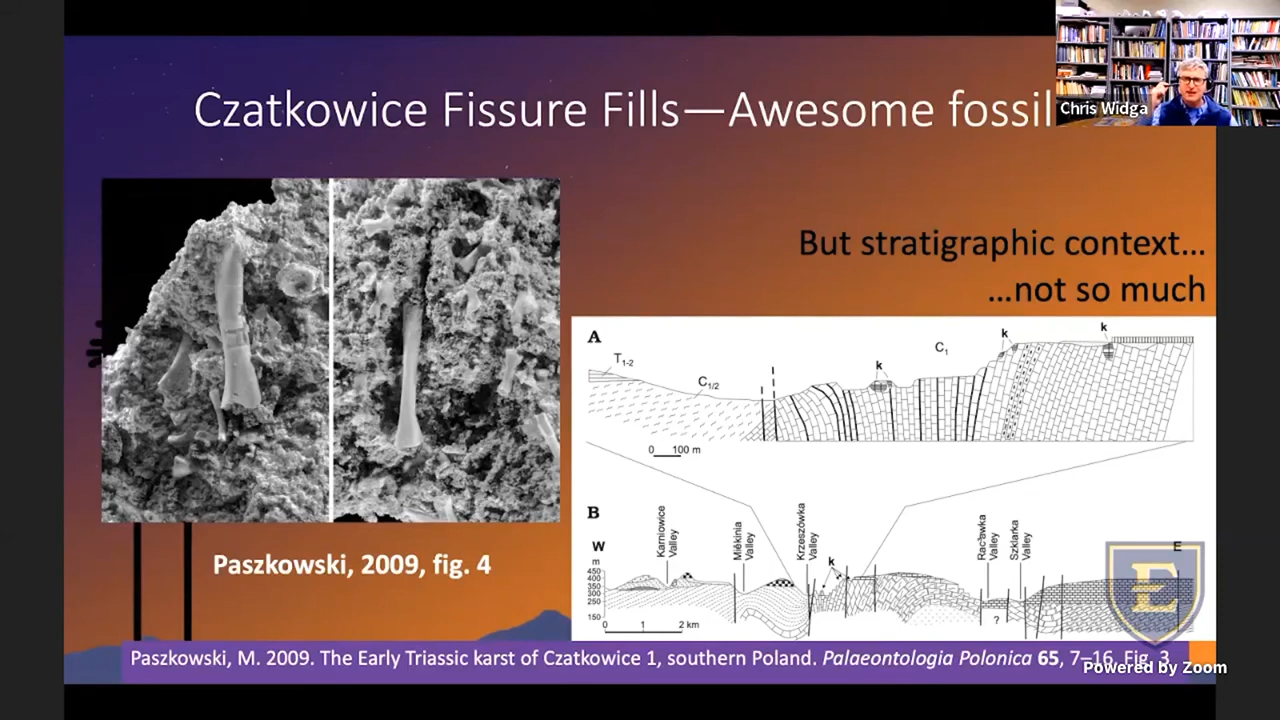 Chris Widga
Czatkowice Fissure Fills—Awesome fossil
But stratigraphic context…
…not so much
A
T1-2
C1/2
k
C1
k
k
0 100 m
B
W
E
m
450
400
350
300
250
150
0 1 2 km
Karniowice Valley
Miękinia Valley
Krzeszówka Valley
k
Racławka Valley
Szklarka Valley
?
E
Paszkowski, 2009, fig. 4
Paszkowski, M. 2009. The Early Triassic karst of Czatkowice 1, southern Poland. Palaeontologia Polonica 65, 7–16, Fig. 3
Powered by Zoom